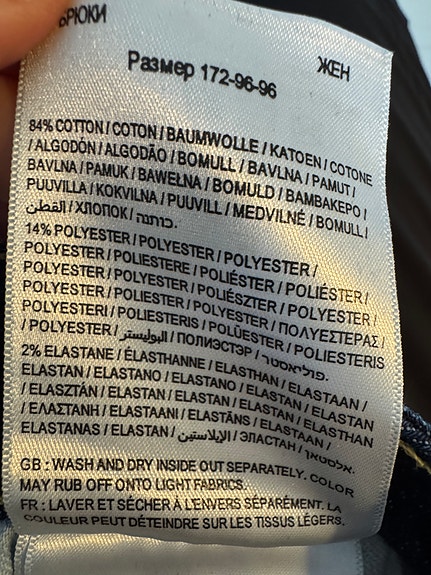 БРЮКИ ЖЕН
Размер 172-96-96
84% COTTON / COTON / BAUMWOLLE / KATOEN / COTONE
/ ALGODÓN / ALGODÃO / BOMULL / BAVLNA / PAMUT /
BAVLNA / PAMUK / BAWEŁNA / BOMULD / ΒΑΜΒΑΚΕΡΟ /
PUUVILLA / KOKVILNA / PUUVILL / MEDVILNĖ / BOMULL /
القطن / ХЛОПОК / כותנה.
14% POLYESTER / POLYESTER / POLYESTER /
POLYESTER / POLIESTERE / POLIÉSTER / POLIÉSTER /
POLYESTER / POLYESTER / POLIÉSZTER / POLYESTER /
POLYESTER / POLIESTER / POLYESTER / ΠΟΛΥΕΣΤΕΡΑΣ /
POLYESTERI / POLIESTERIS / POLÜESTER / POLIESTERIS
/ POLYESTER / البوليستر / ПОЛИЭСТЭР / פוליאסטר.
2% ELASTANE / ÉLASTHANNE / ELASTHAN / ELASTAAN /
ELASTAN / ELASTANO / ELASTANO / ELASTAN / ELASTAN
/ ELASZTÁN / ELASTAN / ELASTAN / ELASTAN / ELASTHAN
/ ΕΛΑΣΤΑΝΗ / ELASTAANI / ELASTĀNS / ELASTAAN /
ELASTANAS / ELASTAN / الإيلاستين / ЭЛАСТАН / אלסטאן.
GB : WASH AND DRY INSIDE OUT SEPARATELY. COLOR
MAY RUB OFF ONTO LIGHT FABRICS.
FR : LAVER ET SÉCHER À L'ENVERS SÉPARÉMENT. LA
COULEUR PEUT DÉTEINDRE SUR LES TISSUS LÉGERS.